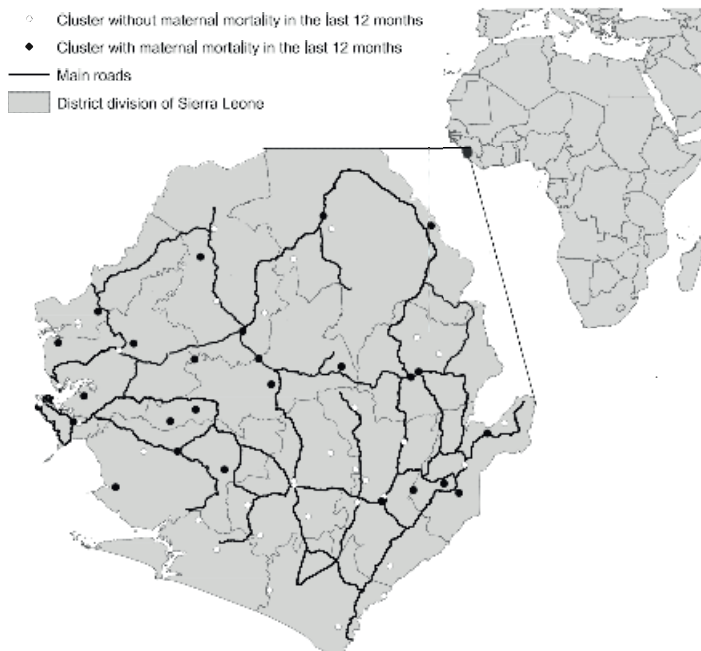 Cluster without maternal mortality in the last 12 months
Cluster with maternal mortality in the last 12 months
Main roads
District division of Sierra Leone